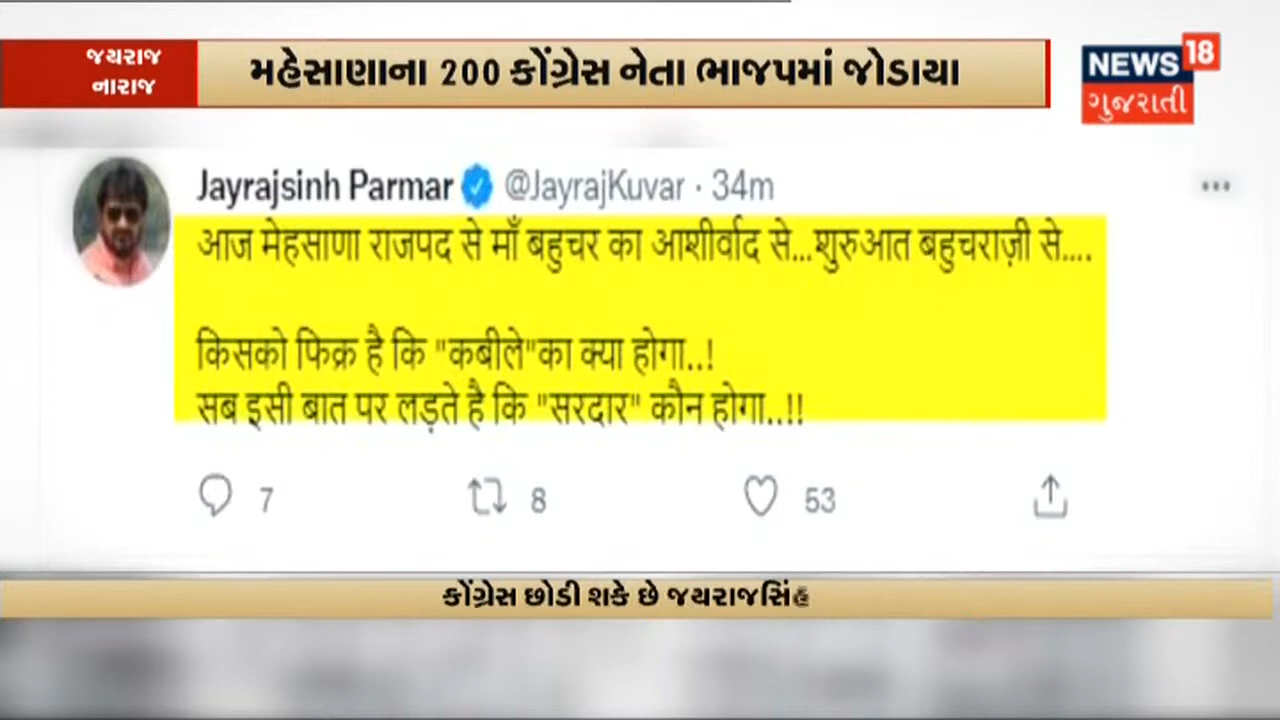 જયરાજ
નારાજ
મહેસાણાના 200 કોંગ્રેસ નેતા ભાજપમાં જોડાયા
NEWS 18
ગુજરાતી
Jayrajsinh Parmar @JayrajKuvar · 34m
आज मेहसाणा राजपद से माँ बहुचर का आशीर्वाद से...शुरुआत बहुचराज़ी से....
किसको फिक्र है कि "कबीले"का क्या होगा..!
सब इसी बात पर लड़ते है कि "सरदार" कौन होगा..!!
7 8 53
કોંગ્રેસ છોડી શકે છે જયરાજસિંહ